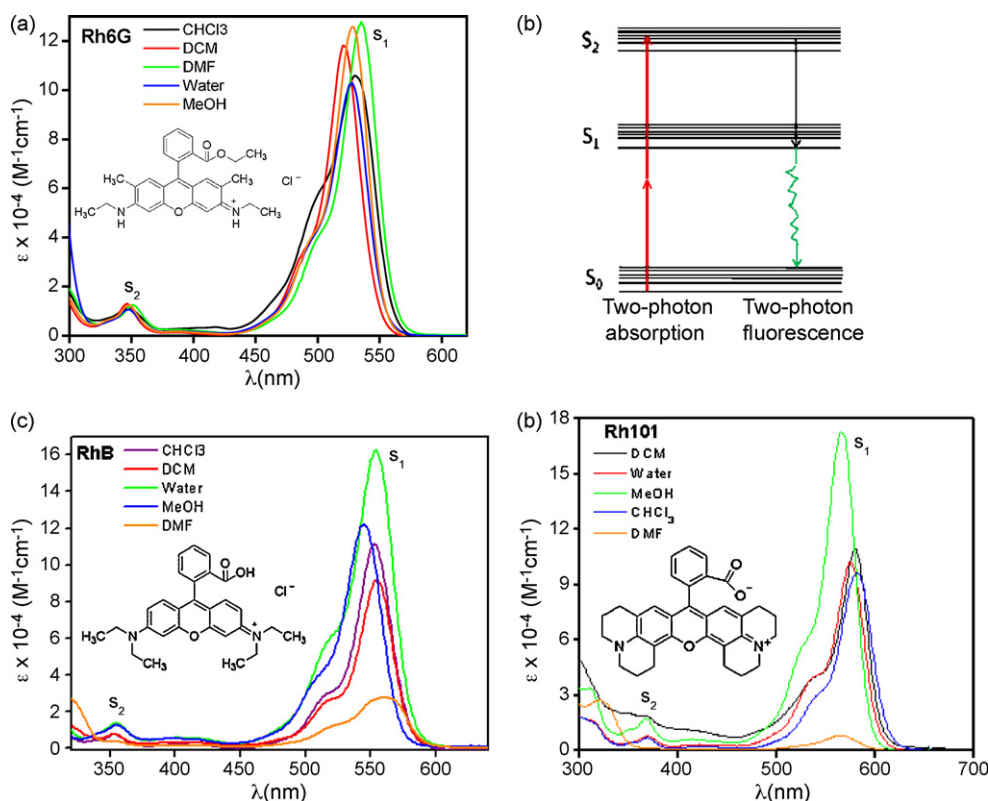 (a)
Rh6G
CHCl3
DCM
DMF
Water
MeOH
S1
S2
CH3
O
O
H3C
CH3
Cl−
H3C
N
H
O
N+
H
CH3
ε x 10-4 (M-1cm-1)
12
10
8
6
4
2
0
300 350 400 450 500 550 600
λ(nm)
(b)
S2
S1
S0
Two-photon absorption
Two-photon fluorescence
(c)
RhB
CHCl3
DCM
Water
MeOH
DMF
S1
S2
O
OH
Cl−
H3C
N
O
N+
CH3
CH3
H3C
ε x 10-4 (M-1cm-1)
16
14
12
10
8
6
4
2
0
350 400 450 500 550 600
λ(nm)
(b)
Rh101
DCM
Water
MeOH
CHCl3
DMF
S1
S2
O
O−
N
O
N+
ε x 10-4 (M-1cm-1)
18
15
12
9
6
3
0
300 400 500 600 700
λ(nm)